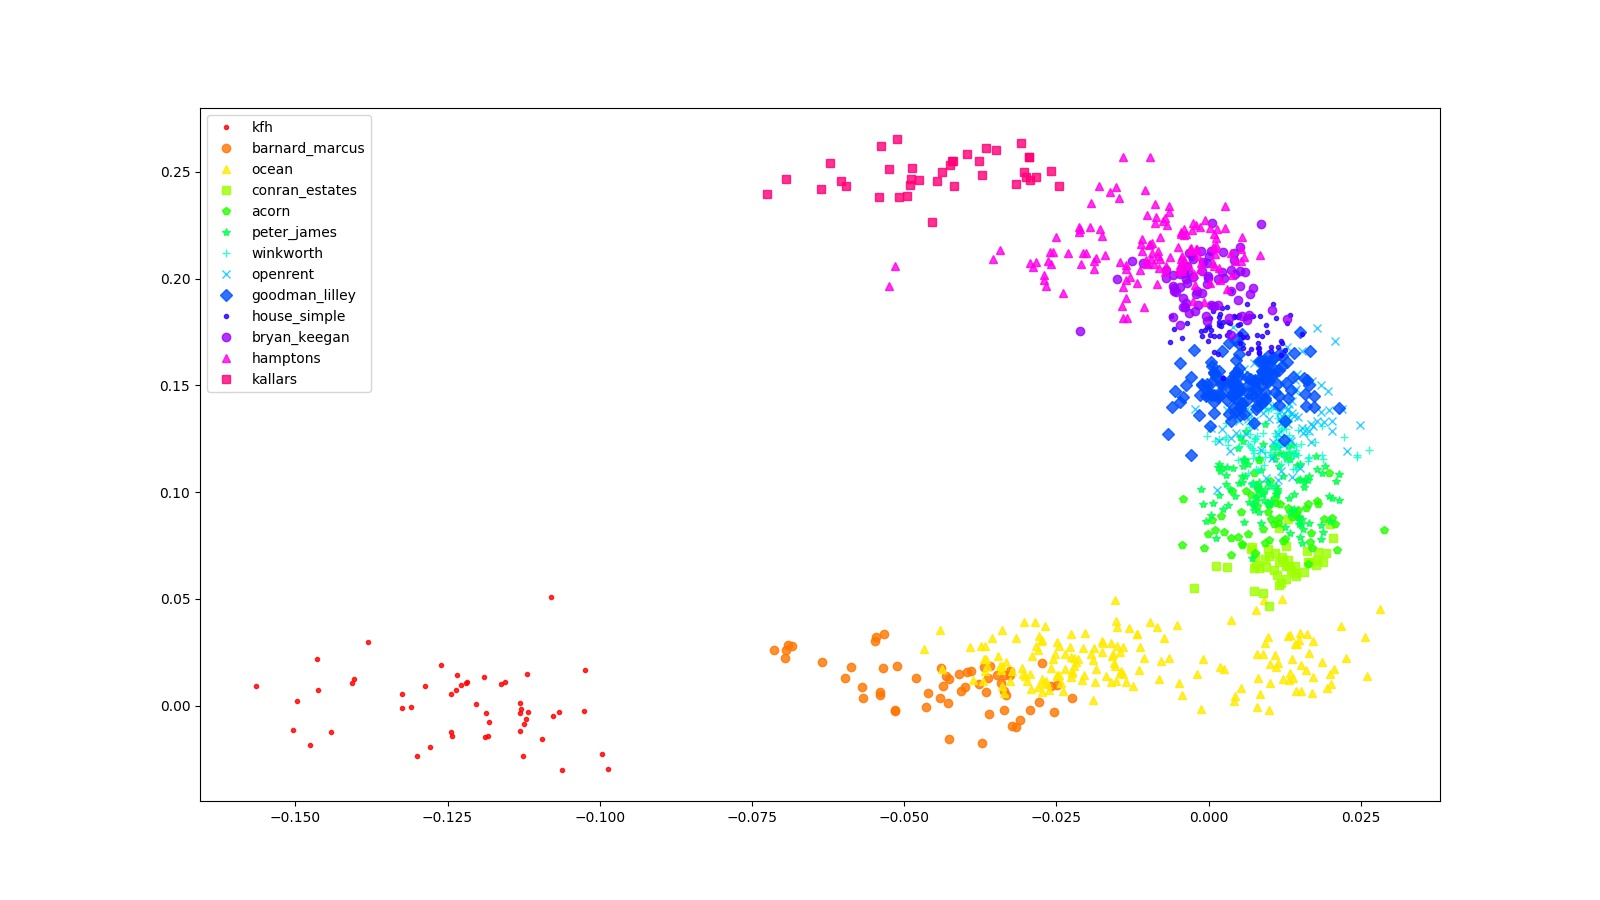 kfh
barnard_marcus
ocean
conran_estates
acorn
peter_james
winkworth
openrent
goodman_lilley
house_simple
bryan_keegan
hamptons
kallars
0.25
0.20
0.15
0.10
0.05
0.00
−0.150 −0.125 −0.100 −0.075 −0.050 −0.025 0.000 0.025